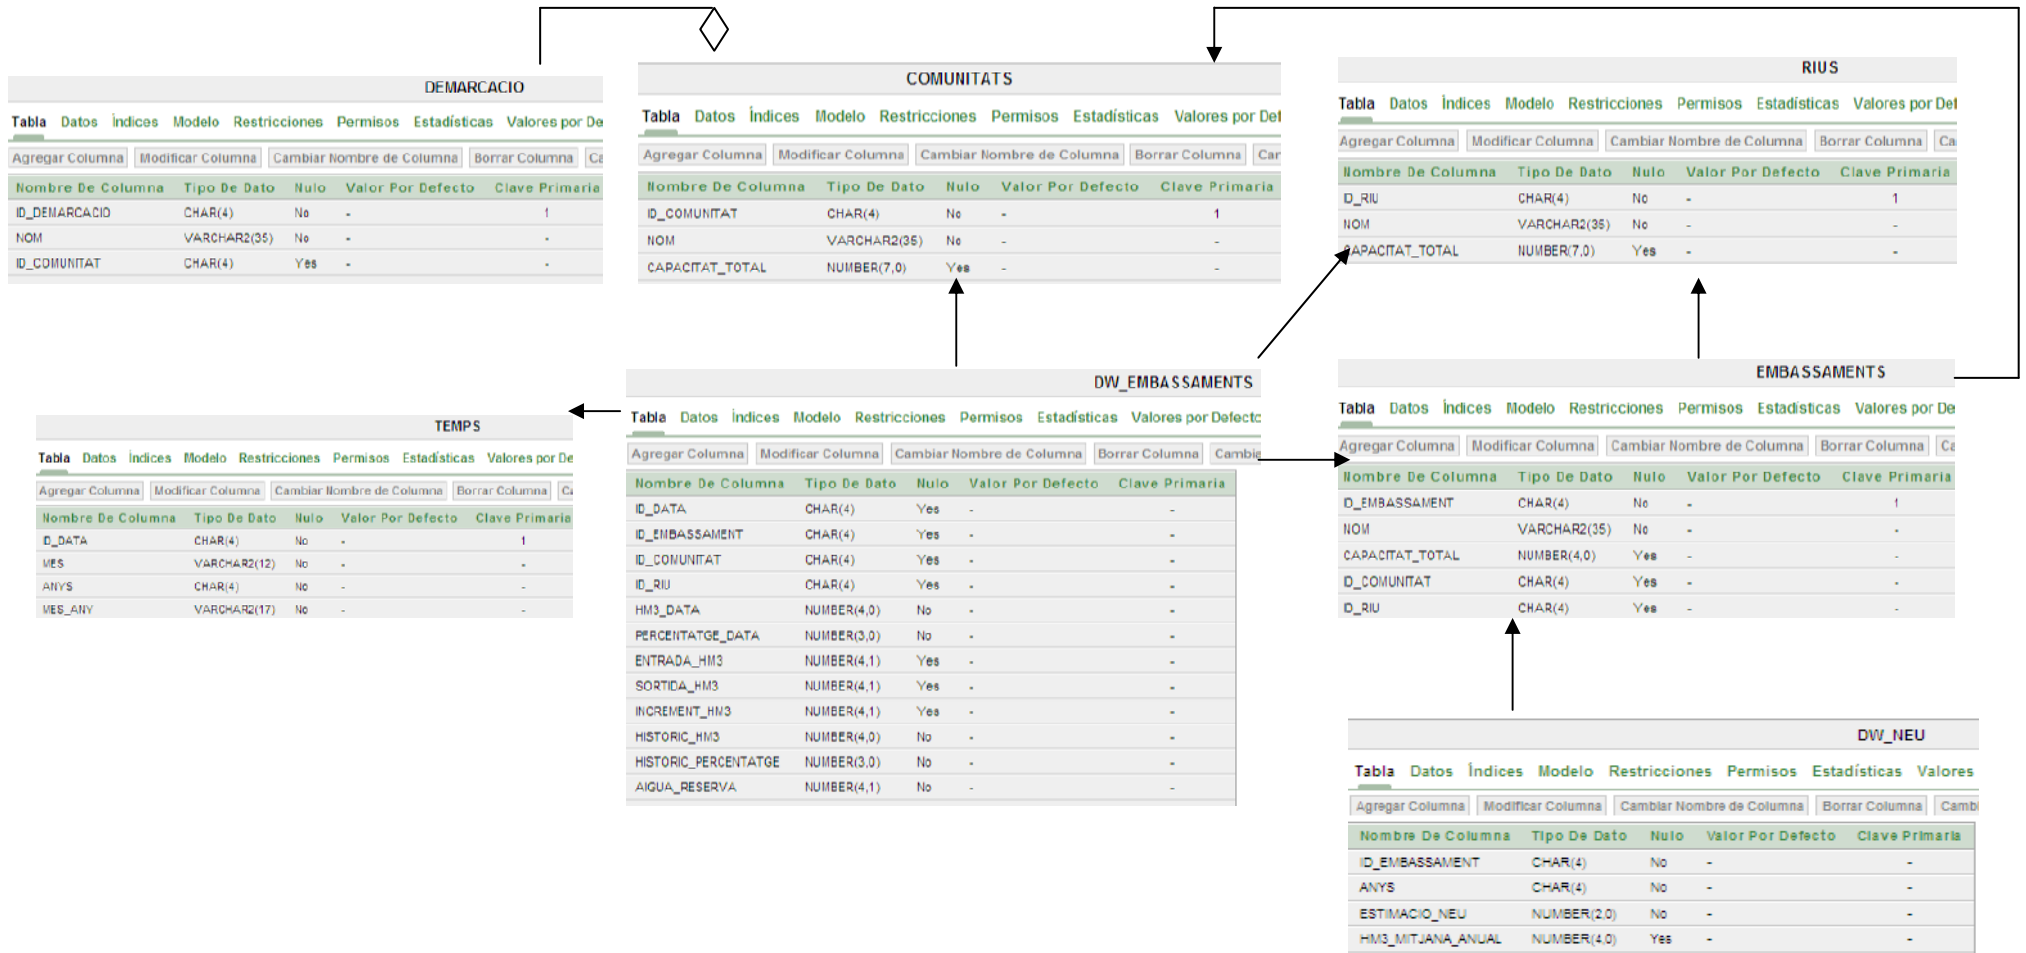 DEMARCACIO
Tabla Datos Índices Modelo Restricciones Permisos Estadísticas Valores por De
Agregar Columna Modificar Columna Cambiar Nombre de Columna Borrar Columna Ca
Nombre De Columna Tipo De Dato Nulo Valor Por Defecto Clave Primaria
ID_DEMARCACIO CHAR(4) No - 1
NOM VARCHAR2(35) No - -
ID_COMUNITAT CHAR(4) Yes - -
COMUNITATS
Tabla Datos Índices Modelo Restricciones Permisos Estadísticas Valores por Def
Agregar Columna Modificar Columna Cambiar Nombre de Columna Borrar Columna Car
Nombre De Columna Tipo De Dato Nulo Valor Por Defecto Clave Primaria
ID_COMUNITAT CHAR(4) No - 1
NOM VARCHAR2(35) No - -
CAPACITAT_TOTAL NUMBER(7,0) Yes - -
RIUS
Tabla Datos Índices Modelo Restricciones Permisos Estadísticas Valores por Def
Agregar Columna Modificar Columna Cambiar Nombre de Columna Borrar Columna Ca
Nombre De Columna Tipo De Dato Nulo Valor Por Defecto Clave Primaria
ID_RIU CHAR(4) No - 1
NOM VARCHAR2(35) No - -
CAPACITAT_TOTAL NUMBER(7,0) Yes - -
TEMPS
Tabla Datos Índices Modelo Restricciones Permisos Estadísticas Valores por De
Agregar Columna Modificar Columna Cambiar Nombre de Columna Borrar Columna Ca
Nombre De Columna Tipo De Dato Nulo Valor Por Defecto Clave Primaria
ID_DATA CHAR(4) No - 1
MES VARCHAR2(12) No - -
ANYS CHAR(4) No - -
MES_ANY VARCHAR2(17) No - -
DW_EMBASSAMENTS
Tabla Datos Índices Modelo Restricciones Permisos Estadísticas Valores por Defecto
Agregar Columna Modificar Columna Cambiar Nombre de Columna Borrar Columna Cambia
Nombre De Columna Tipo De Dato Nulo Valor Por Defecto Clave Primaria
ID_DATA CHAR(4) Yes - -
ID_EMBASSAMENT CHAR(4) Yes - -
ID_COMUNITAT CHAR(4) Yes - -
ID_RIU CHAR(4) Yes - -
HM3_DATA NUMBER(4,0) No - -
PERCENTATGE_DATA NUMBER(3,0) No - -
ENTRADA_HM3 NUMBER(4,1) Yes - -
SORTIDA_HM3 NUMBER(4,1) Yes - -
INCREMENT_HM3 NUMBER(4,1) Yes - -
HISTORIC_HM3 NUMBER(4,0) No - -
HISTORIC_PERCENTATGE NUMBER(3,0) No - -
AIGUA_RESERVA NUMBER(4,1) No - -
EMBASSAMENTS
Tabla Datos Índices Modelo Restricciones Permisos Estadísticas Valores por De
Agregar Columna Modificar Columna Cambiar Nombre de Columna Borrar Columna Ca
Nombre De Columna Tipo De Dato Nulo Valor Por Defecto Clave Primaria
ID_EMBASSAMENT CHAR(4) No - 1
NOM VARCHAR2(35) No - -
CAPACITAT_TOTAL NUMBER(4,0) Yes - -
ID_COMUNITAT CHAR(4) Yes - -
ID_RIU CHAR(4) Yes - -
DW_NEU
Tabla Datos Índices Modelo Restricciones Permisos Estadísticas Valores
Agregar Columna Modificar Columna Cambiar Nombre de Columna Borrar Columna Cambi
Nombre De Columna Tipo De Dato Nulo Valor Por Defecto Clave Primaria
ID_EMBASSAMENT CHAR(4) No - -
ANYS CHAR(4) No - -
ESTIMACIO_NEU NUMBER(2,0) No - -
HM3_MITJANA_ANUAL NUMBER(4,0) Yes - -